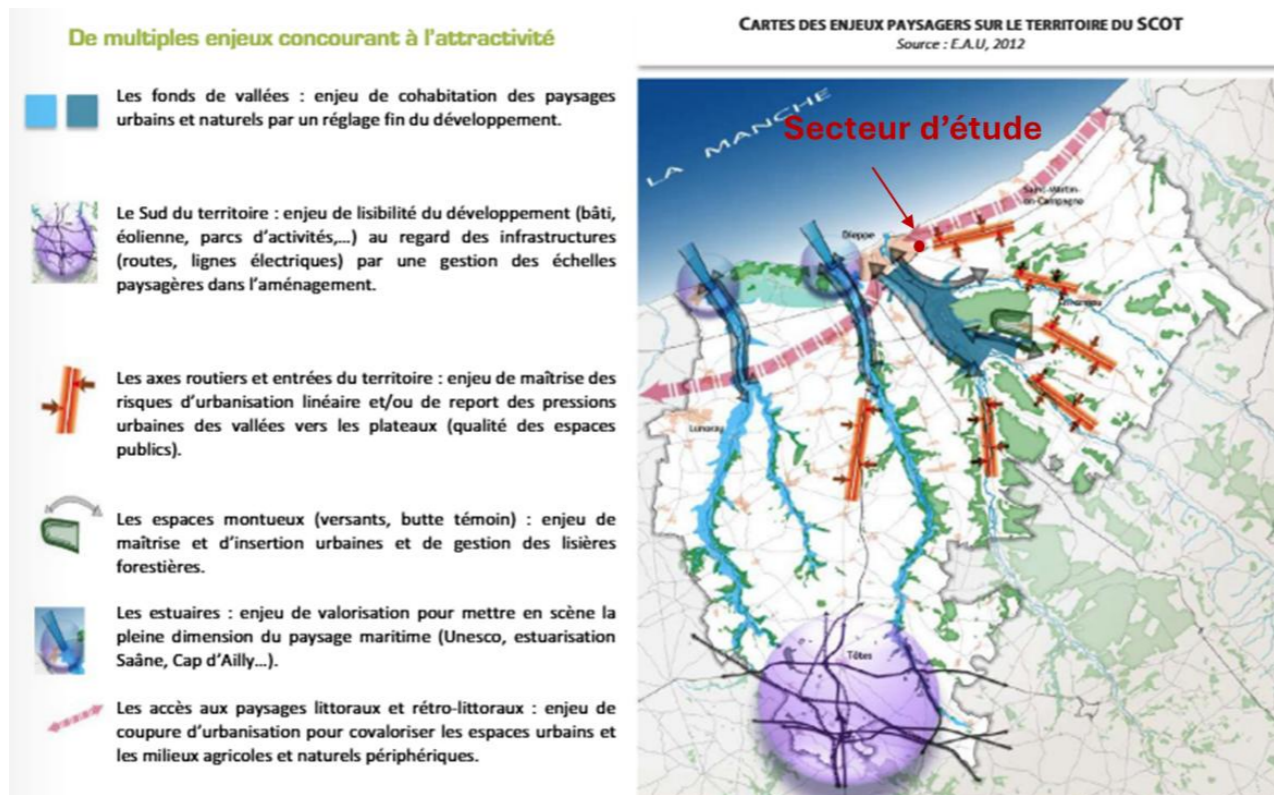 De multiples enjeux concourant à l'attractivité
Les fonds de vallées : enjeu de cohabitation des paysages
urbains et naturels par un réglage fin du développement.
Le Sud du territoire : enjeu de lisibilité du développement (bâti,
éolienne, parcs d'activités,...) au regard des infrastructures
(routes, lignes électriques) par une gestion des échelles
paysagères dans l'aménagement.
Les axes routiers et entrées du territoire : enjeu de maîtrise des
risques d'urbanisation linéaire et/ou de report des pressions
urbaines des vallées vers les plateaux (qualité des espaces
publics).
Les espaces montueux (versants, butte témoin) : enjeu de
maîtrise et d'insertion urbaines et de gestion des lisières
forestières.
Les estuaires : enjeu de valorisation pour mettre en scène la
pleine dimension du paysage maritime (Unesco, estuarisation
Saâne, Cap d'Ailly...).
Les accès aux paysages littoraux et rétro-littoraux : enjeu de
coupure d'urbanisation pour covaloriser les espaces urbains et
les milieux agricoles et naturels périphériques.
CARTES DES ENJEUX PAYSAGERS SUR LE TERRITOIRE DU SCOT
Source : E.A.U, 2012
LA MANCHE
Secteur d'étude
Saint-Martin-
en-Campagne
Dieppe
Luneray
Tôtes